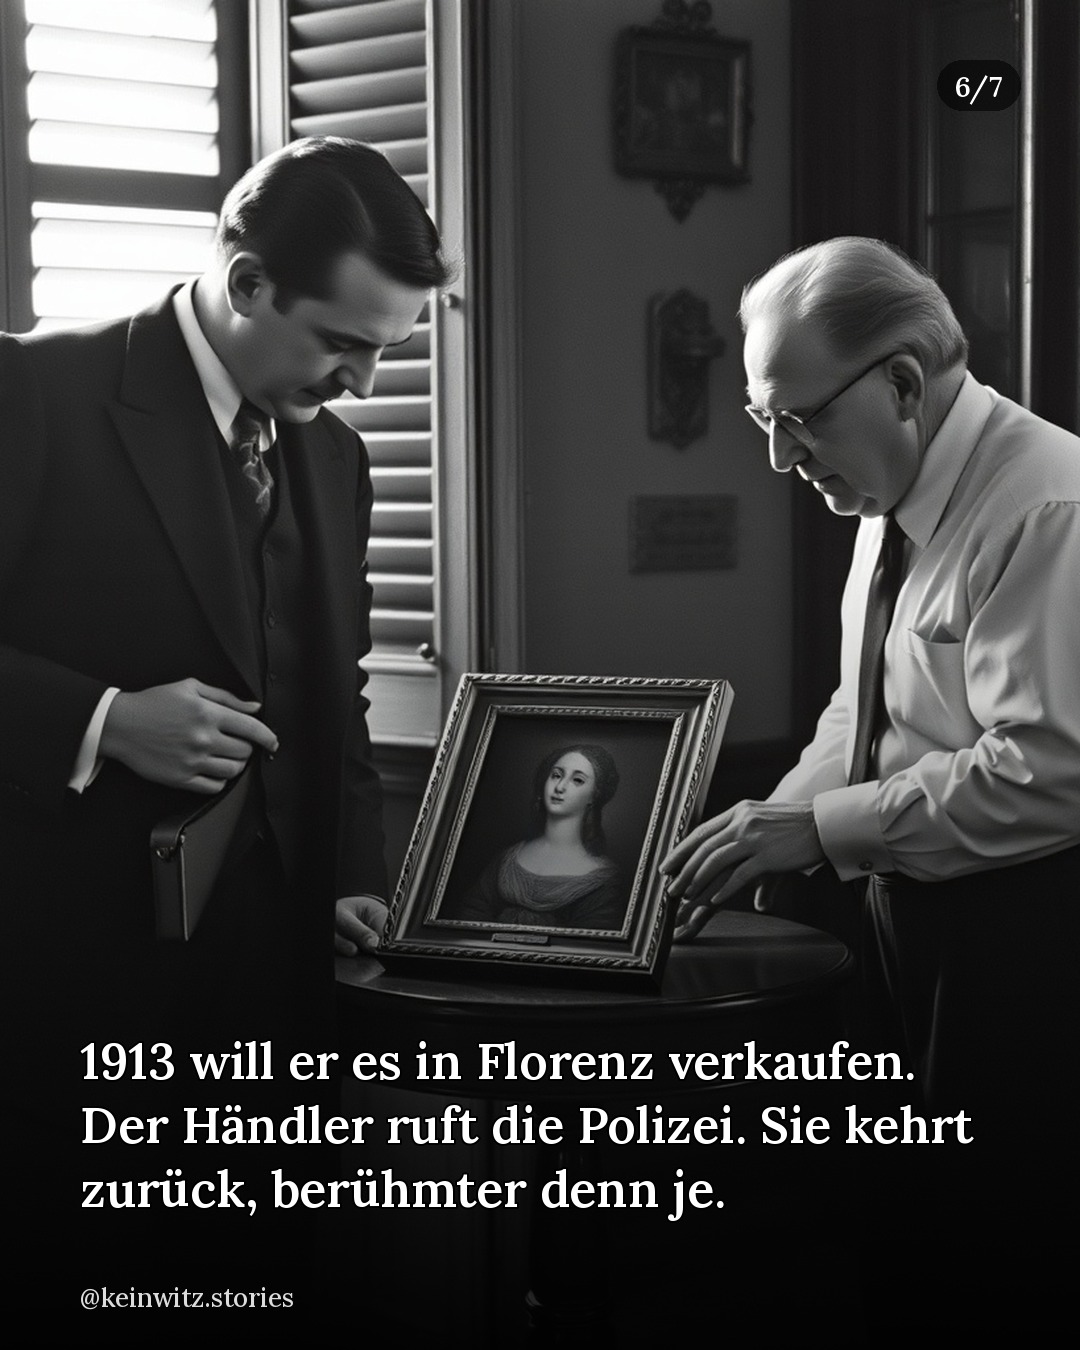 6/7
1913 will er es in Florenz verkaufen.
Der Händler ruft die Polizei. Sie kehrt
zurück, berühmter denn je.
@keinwitz.stories